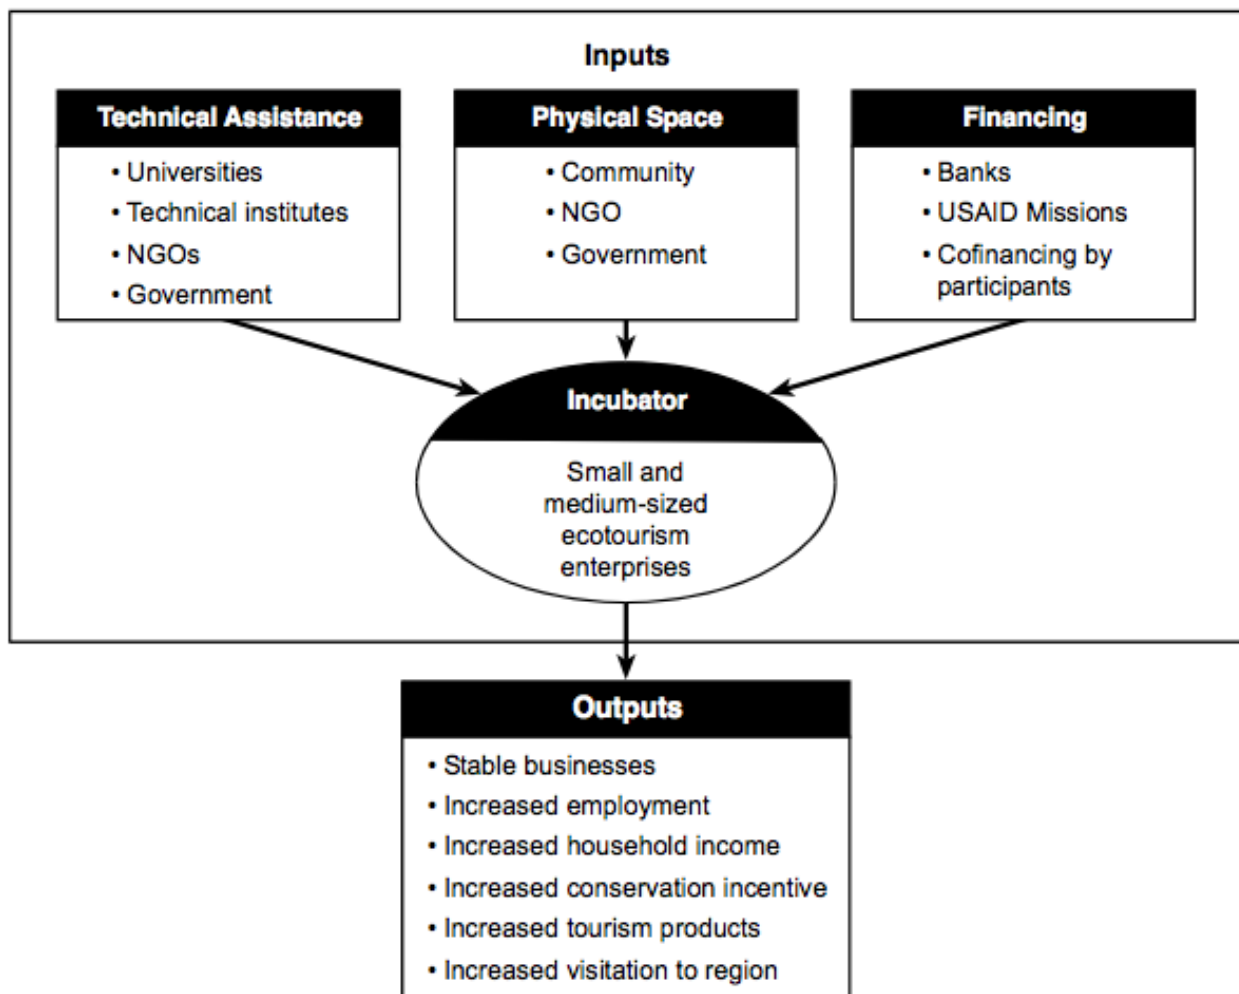 Inputs
Technical Assistance
• Universities
• Technical institutes
• NGOs
• Government
Physical Space
• Community
• NGO
• Government
Financing
• Banks
• USAID Missions
• Cofinancing by
participants
Incubator
Small and
medium-sized
ecotourism
enterprises
Outputs
• Stable businesses
• Increased employment
• Increased household income
• Increased conservation incentive
• Increased tourism products
• Increased visitation to region